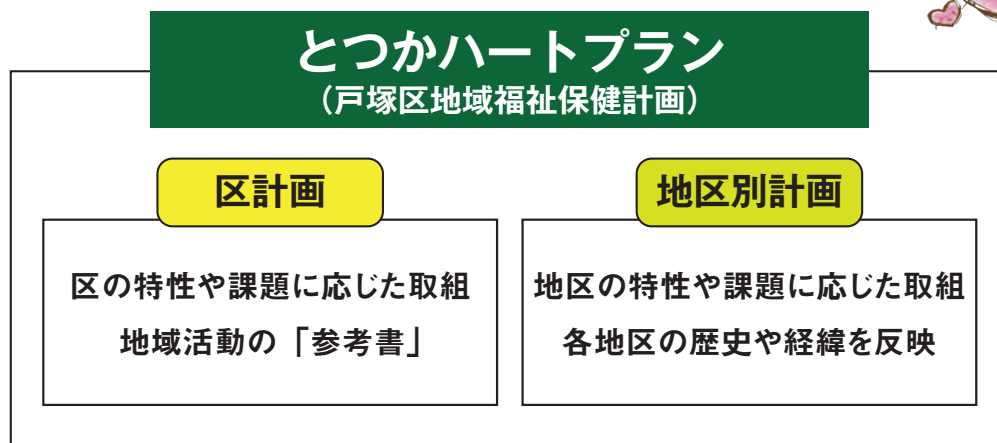 とつかハートプラン
（戸塚区地域福祉保健計画）
区計画
区の特性や課題に応じた取組
地域活動の「参考書」
地区別計画
地区の特性や課題に応じた取組
各地区の歴史や経緯を反映